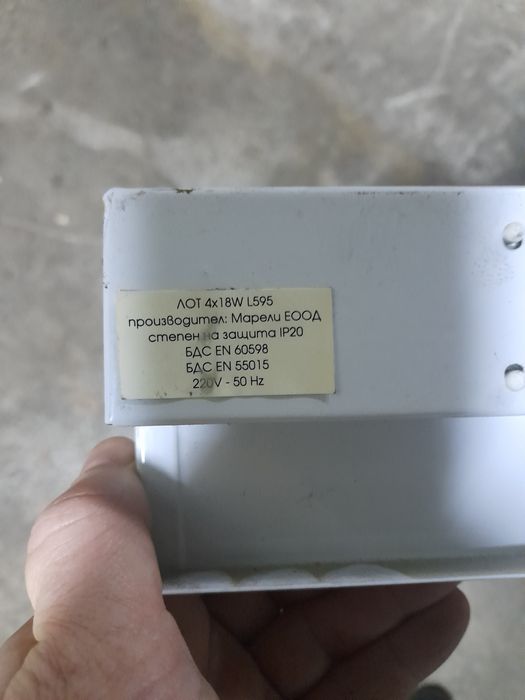 ЛОТ 4x18W L595
производител: Марели ЕООД
степен на защита IP20
БДС EN 60598
БДС EN 55015
220V - 50 Hz